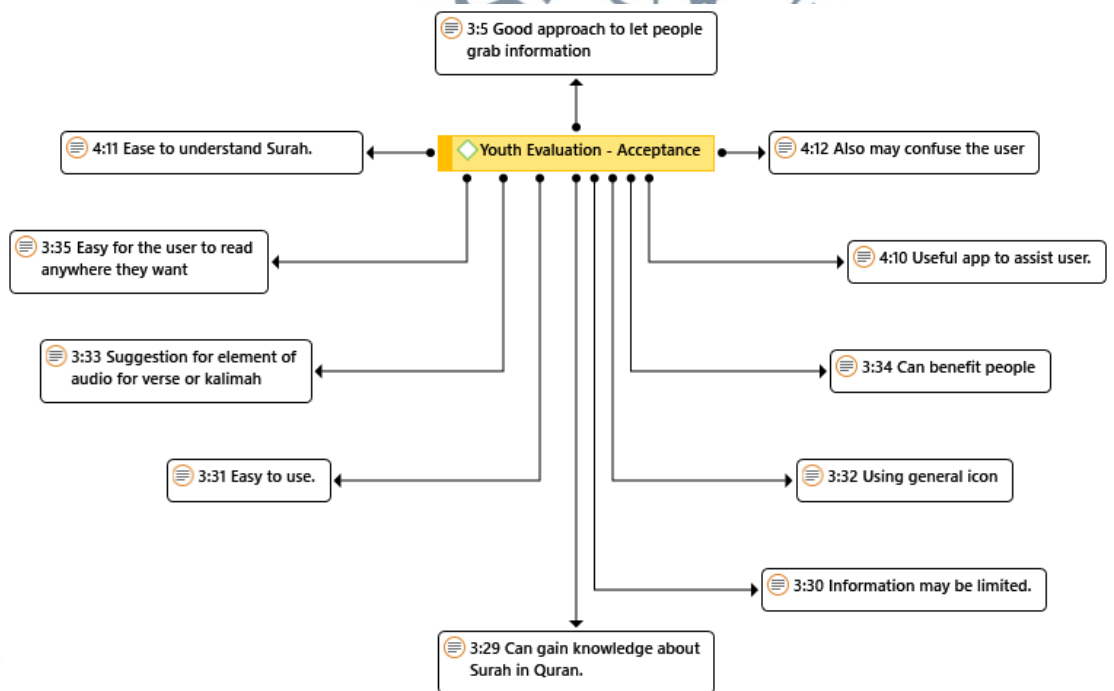 3:5 Good approach to let people
grab information
4:11 Ease to understand Surah.
Youth Evaluation - Acceptance
4:12 Also may confuse the user
3:35 Easy for the user to read
anywhere they want
4:10 Useful app to assist user.
3:33 Suggestion for element of
audio for verse or kalimah
3:34 Can benefit people
3:31 Easy to use.
3:32 Using general icon
3:30 Information may be limited.
3:29 Can gain knowledge about
Surah in Quran.